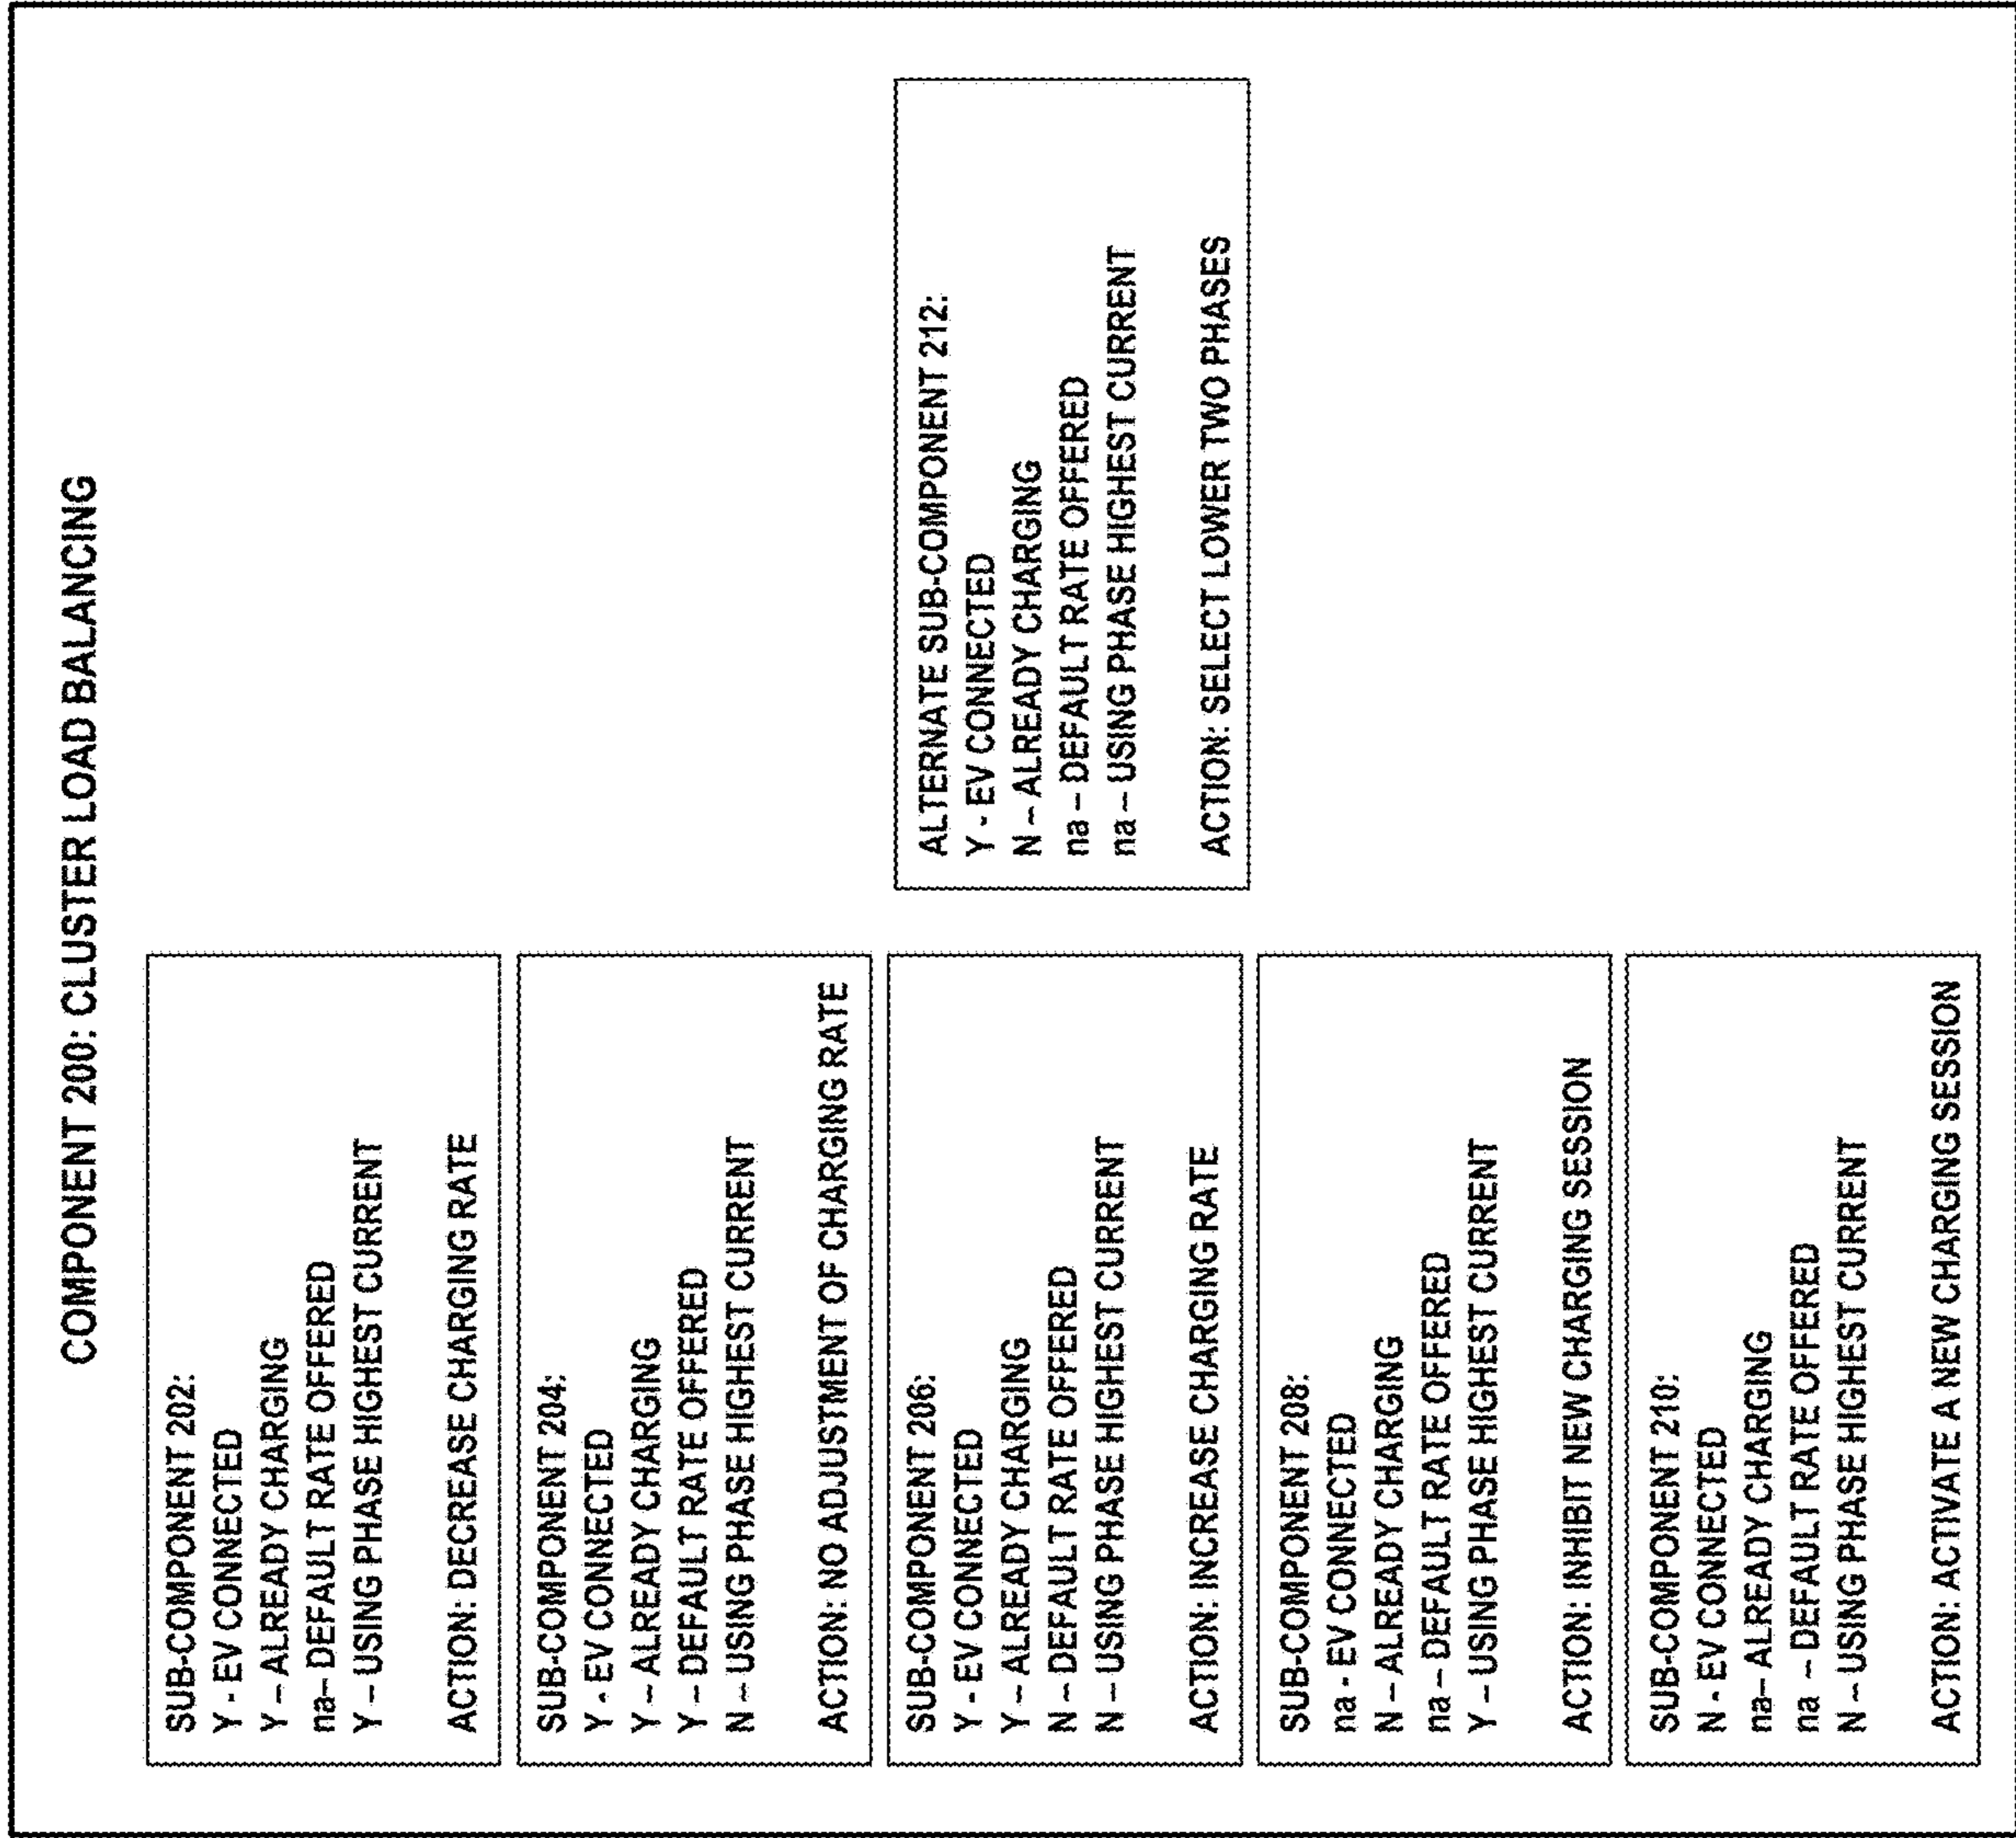 COMPONENT 200: CLUSTER LOAD BALANCING
SUB-COMPONENT 202:
Y - EV CONNECTED
Y – ALREADY CHARGING
na– DEFAULT RATE OFFERED
Y – USING PHASE HIGHEST CURRENT
ACTION: DECREASE CHARGING RATE
SUB-COMPONENT 204:
Y - EV CONNECTED
Y – ALREADY CHARGING
Y – DEFAULT RATE OFFERED
N – USING PHASE HIGHEST CURRENT
ACTION: NO ADJUSTMENT OF CHARGING RATE
SUB-COMPONENT 206:
Y - EV CONNECTED
Y – ALREADY CHARGING
N – DEFAULT RATE OFFERED
N – USING PHASE HIGHEST CURRENT
ACTION: INCREASE CHARGING RATE
ALTERNATE SUB-COMPONENT 212:
Y - EV CONNECTED
N – ALREADY CHARGING
na – DEFAULT RATE OFFERED
na – USING PHASE HIGHEST CURRENT
ACTION: SELECT LOWER TWO PHASES
SUB-COMPONENT 208:
na - EV CONNECTED
N – ALREADY CHARGING
na – DEFAULT RATE OFFERED
Y – USING PHASE HIGHEST CURRENT
ACTION: INHIBIT NEW CHARGING SESSION
SUB-COMPONENT 210:
N - EV CONNECTED
na– ALREADY CHARGING
na – DEFAULT RATE OFFERED
N – USING PHASE HIGHEST CURRENT
ACTION: ACTIVATE A NEW CHARGING SESSION